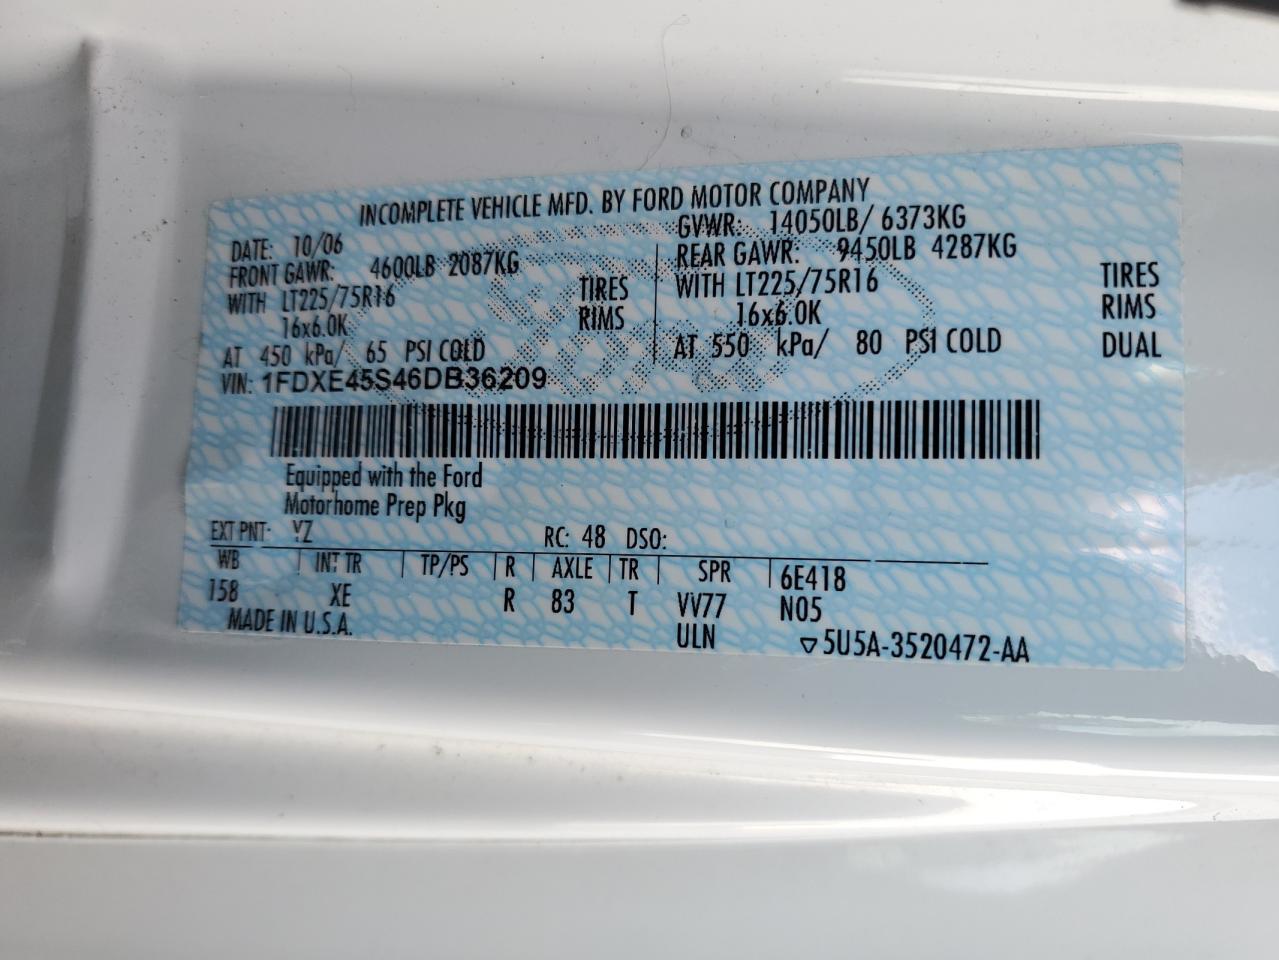 INCOMPLETE VEHICLE MFD. BY FORD MOTOR COMPANY
DATE: 10/06
GVWR: 14050LB/ 6373KG
FRONT GAWR: 4600LB 2087KG
REAR GAWR: 9450LB 4287KG
WITH LT225/75R16 TIRES
WITH LT225/75R16 TIRES
16x6.0K RIMS
16x6.0K RIMS
AT 450 kPa/ 65 PSI COLD
AT 550 kPa/ 80 PSI COLD DUAL
VIN: 1FDXE45S46DB36209
Equipped with the Ford
Motorhome Prep Pkg
EXT PNT: YZ RC: 48 DSO:
WB INT TR TP/PS R AXLE TR SPR 6E418
158 XE R 83 T VV77 N05
MADE IN U.S.A. ULN ▽5U5A-3520472-AA